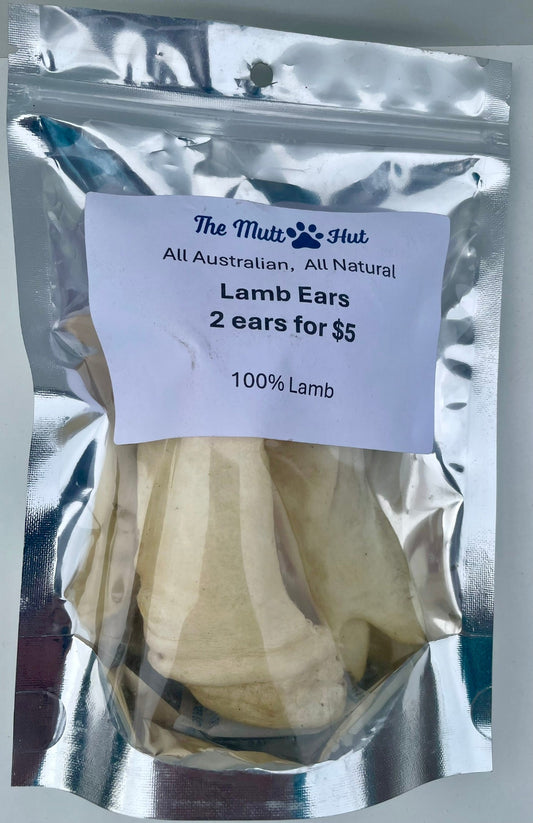 The Mutt Hut
All Australian, All Natural
Lamb Ears
2 ears for $5
100% Lamb